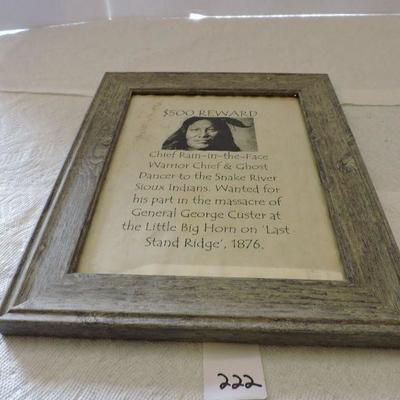 $500 REWARD
Chief Rain-in-the-Face
Warrior Chief & Ghost
Dancer to the Snake River
Sioux Indians. Wanted for
his part in the massacre of
General George Custer at
the Little Big Horn on 'Last
Stand Ridge', 1876.
222